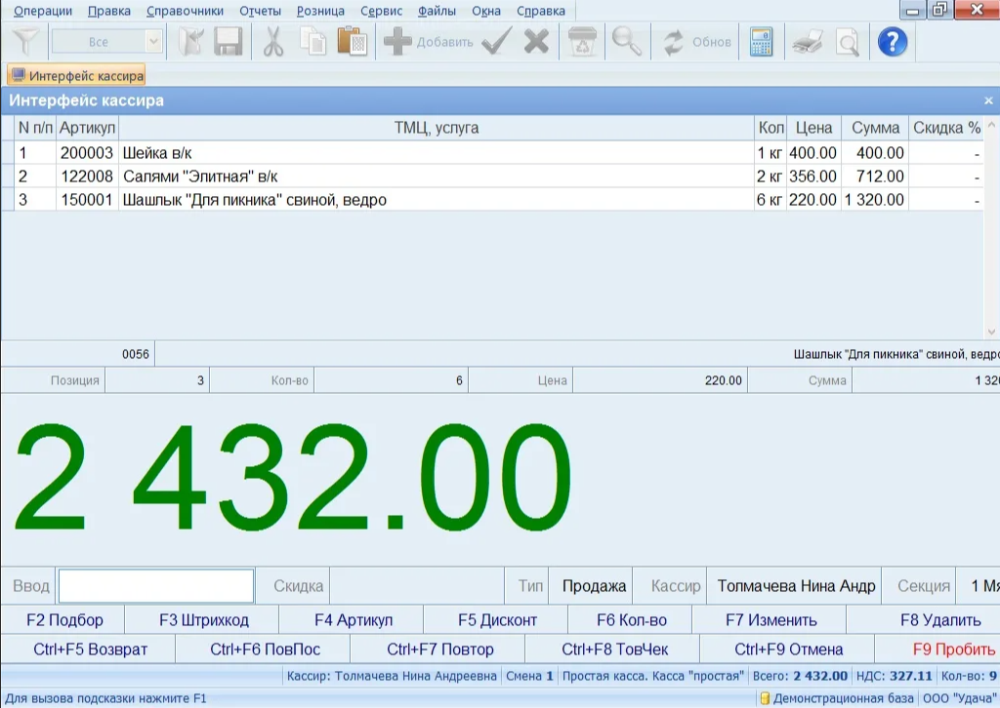 Операции Правка Справочники Отчеты Розница Сервис Файлы Окна Справка
Все Добавить Обнов ?
Интерфейс кассира
Интерфейс кассира
N п/п Артикул ТМЦ, услуга Кол Цена Сумма Скидка %
1 200003 Шейка в/к 1 кг 400.00 400.00 -
2 122008 Салями "Элитная" в/к 2 кг 356.00 712.00 -
3 150001 Шашлык "Для пикника" свиной, ведро 6 кг 220.00 1 320.00 -
0056 Шашлык "Для пикника" свиной, ведро
Позиция 3 Кол-во 6 Цена 220.00 Сумма 1 320
2 432.00
Ввод Скидка Тип Продажа Кассир Толмачева Нина Андр Секция 1 Мя
F2 Подбор F3 Штрихкод F4 Артикул F5 Дисконт F6 Кол-во F7 Изменить F8 Удалить
Ctrl+F5 Возврат Ctrl+F6 ПовПос Ctrl+F7 Повтор Ctrl+F8 ТовЧек Ctrl+F9 Отмена F9 Пробить
Кассир: Толмачева Нина Андреевна Смена 1 Простая касса. Касса "простая" Всего: 2 432.00 НДС: 327.11 Кол-во: 9
Для вызова подсказки нажмите F1 Демонстрационная база ООО "Удача"